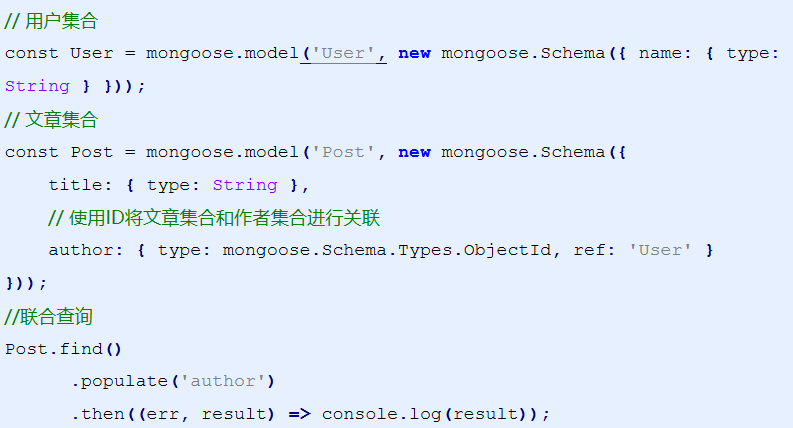 // 用户集合
const User = mongoose.model('User', new mongoose.Schema({ name: { type:
String } }));
// 文章集合
const Post = mongoose.model('Post', new mongoose.Schema({
    title: { type: String },
    // 使用ID将文章集合和作者集合进行关联
    author: { type: mongoose.Schema.Types.ObjectId, ref: 'User' }
}));
//联合查询
Post.find()
      .populate('author')
      .then((err, result) => console.log(result));